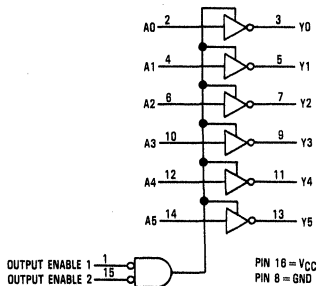 A0 2 3 Y0
A1 4 5 Y1
A2 6 7 Y2
A3 10 9 Y3
A4 12 11 Y4
A5 14 13 Y5
OUTPUT ENABLE 1 1
OUTPUT ENABLE 2 15
PIN 16 = VCC
PIN 8 = GND